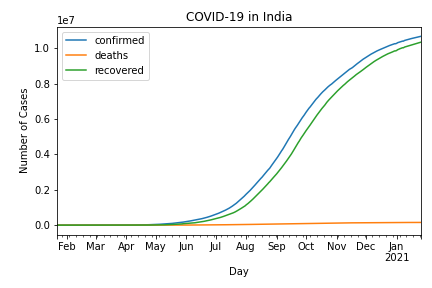 COVID-19 in India
1e7
confirmed
deaths
recovered
Number of Cases
1.0
0.8
0.6
0.4
0.2
0.0
Feb Mar Apr May Jun Jul Aug Sep Oct Nov Dec Jan
2021
Day